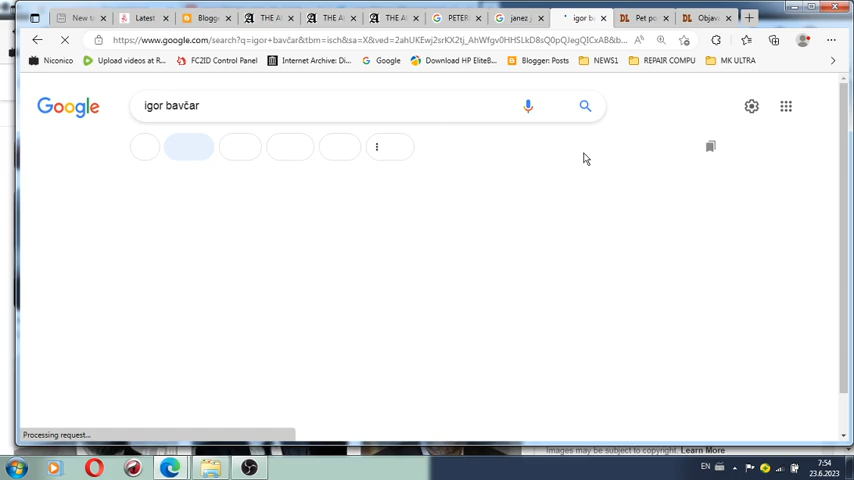 New t
Latest
Blogge
THE A
THE A
THE A
PETER
janez
igor ba
Pet po
Objav
https://www.google.com/search?q=igor+bavčar&tbm=isch&sa=X&ved=2ahUKEwj2srKX2tj_AhWfgv0HHSLkD8sQ0pQJegQICxAB&b...
Niconico
Upload videos at R...
FCZID Control Panel
Internet Archive: Di...
Google
Download HP EliteB...
Blogger: Posts
NEWS1
REPAIR COMPU
MK ULTRA
Google
igor bavčar
Processing request...
Images may be subject to copyright. Learn More
EN
7:54
23.6.2023